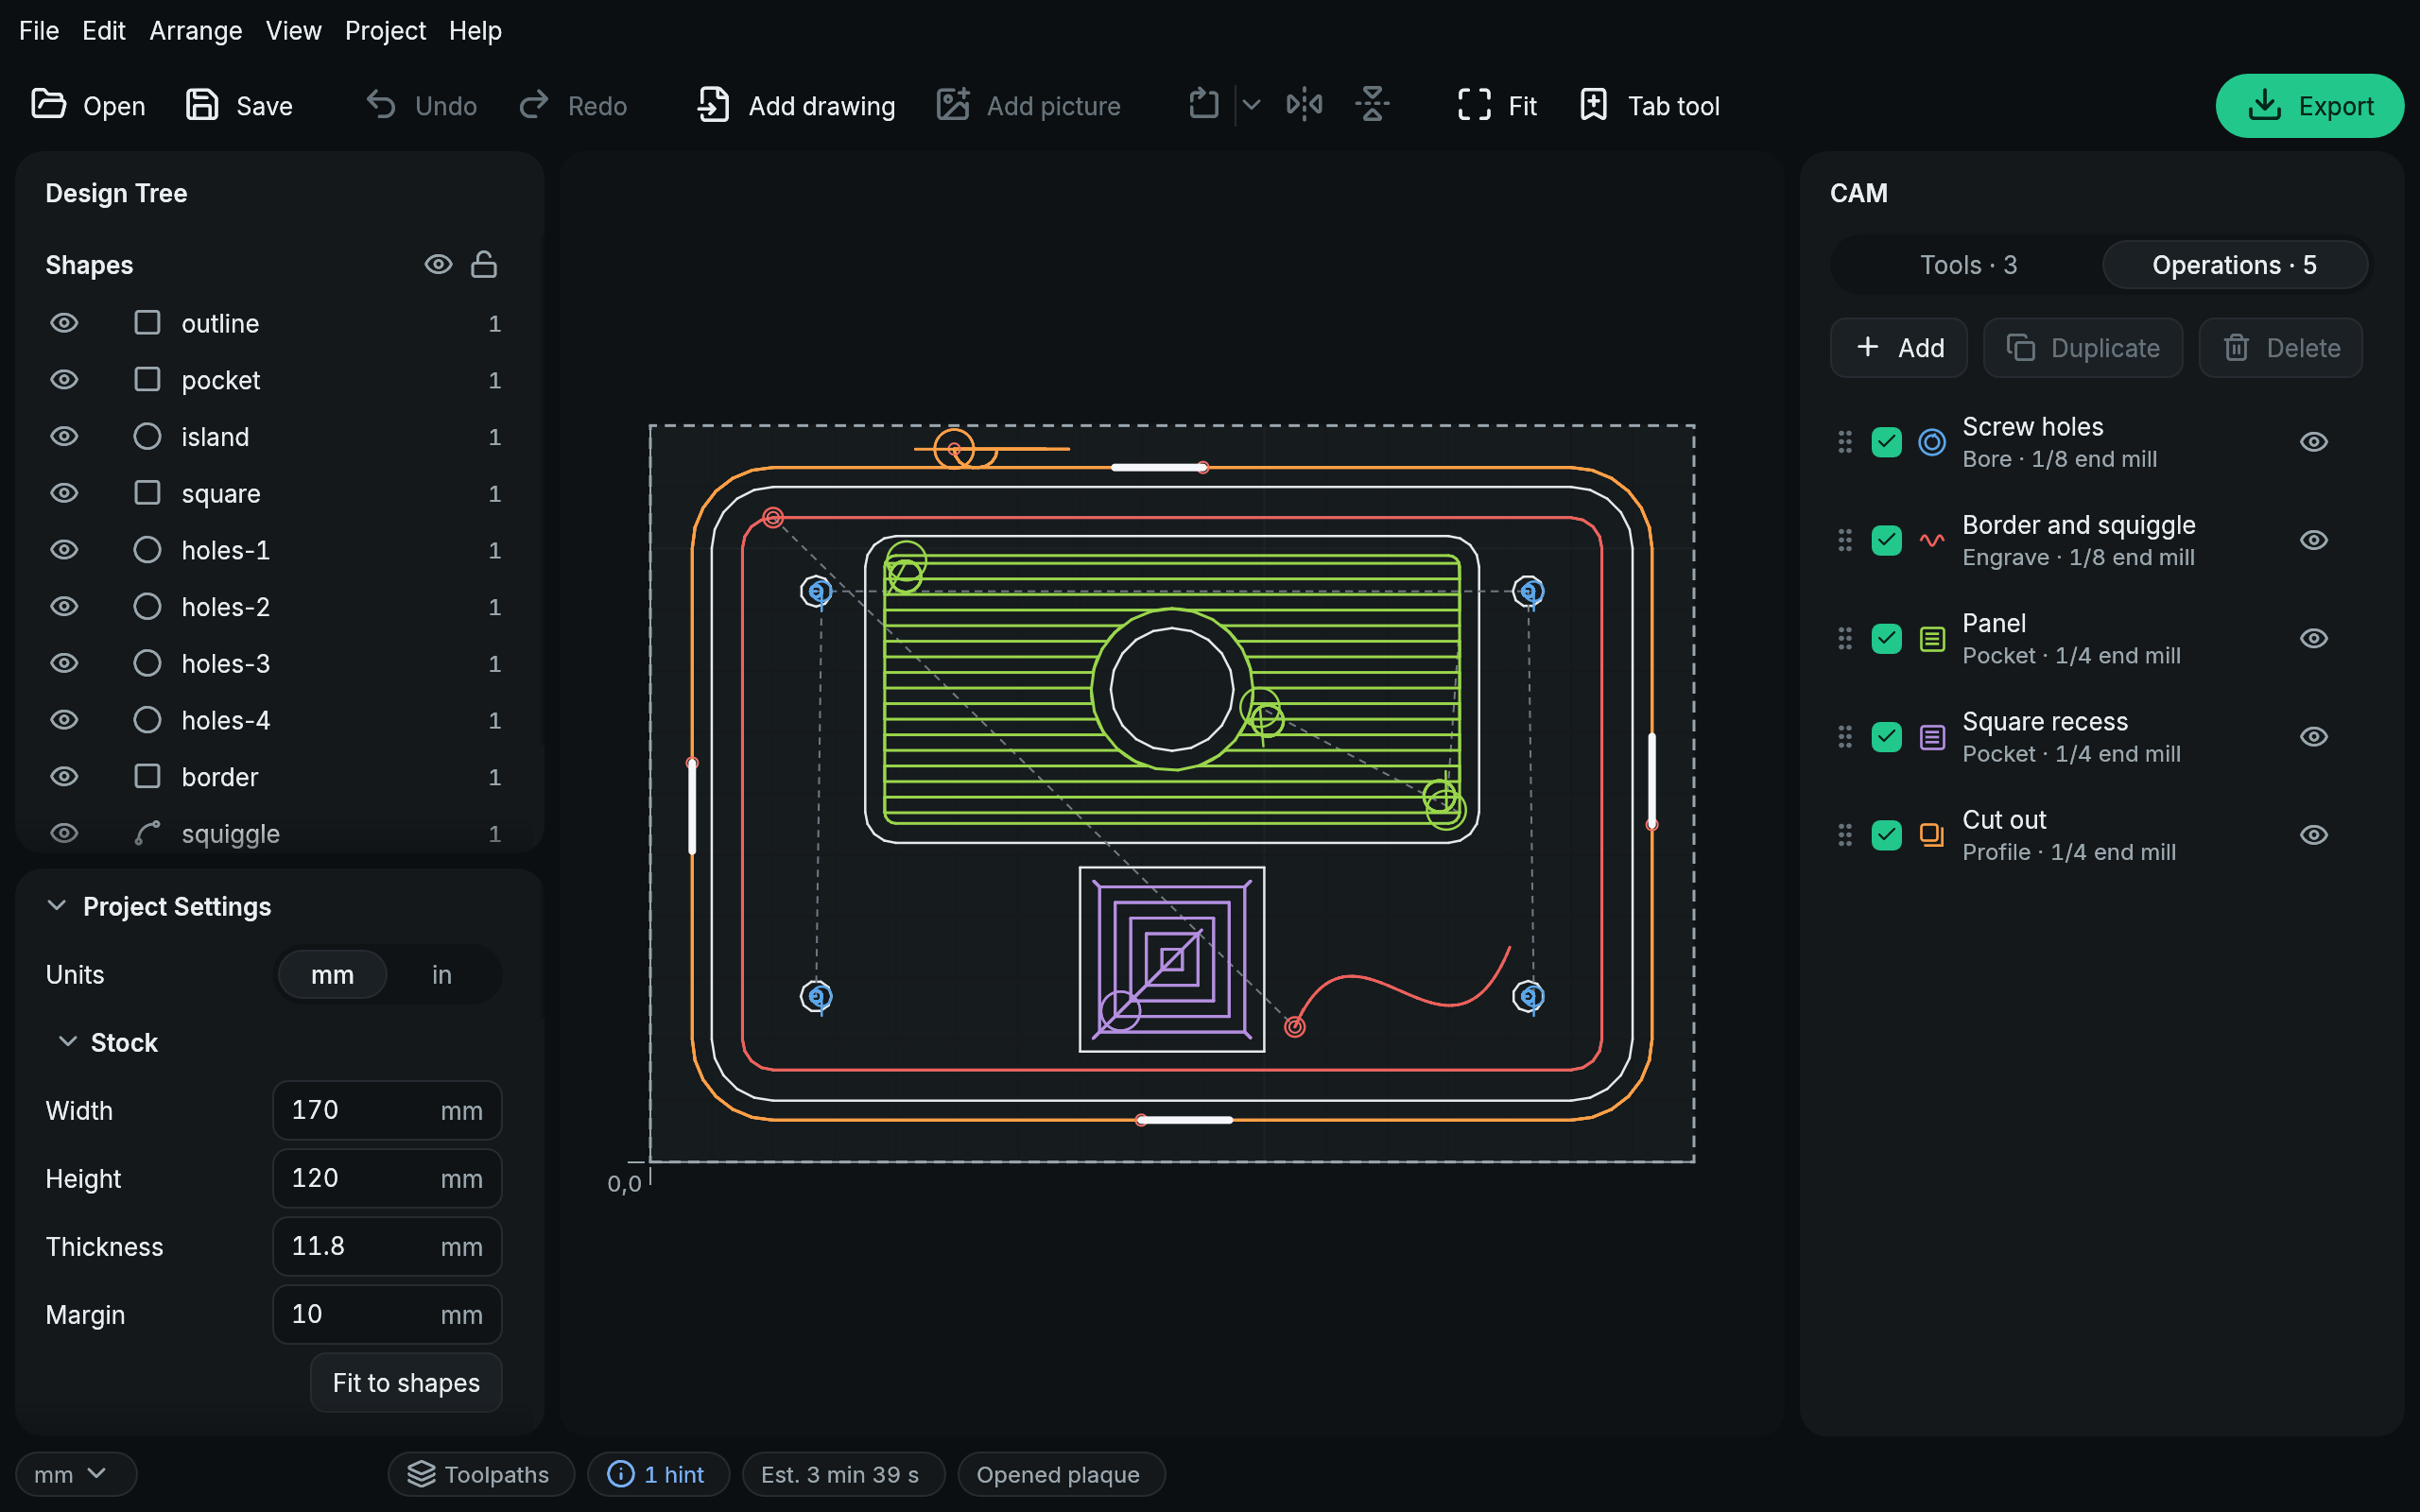 File Edit Arrange View Project Help
Open Save Undo Redo Add drawing Add picture Fit Tab tool Export
Design Tree
Shapes
outline 1
pocket 1
island 1
square 1
holes-1 1
holes-2 1
holes-3 1
holes-4 1
border 1
squiggle 1
Project Settings
Units mm in
Stock
Width 170 mm
Height 120 mm
Thickness 11.8 mm
Margin 10 mm
Fit to shapes
0,0
CAM
Tools · 3 Operations · 5
Add Duplicate Delete
Screw holes
Bore · 1/8 end mill
Border and squiggle
Engrave · 1/8 end mill
Panel
Pocket · 1/4 end mill
Square recess
Pocket · 1/4 end mill
Cut out
Profile · 1/4 end mill
mm Toolpaths 1 hint Est. 3 min 39 s Opened plaque